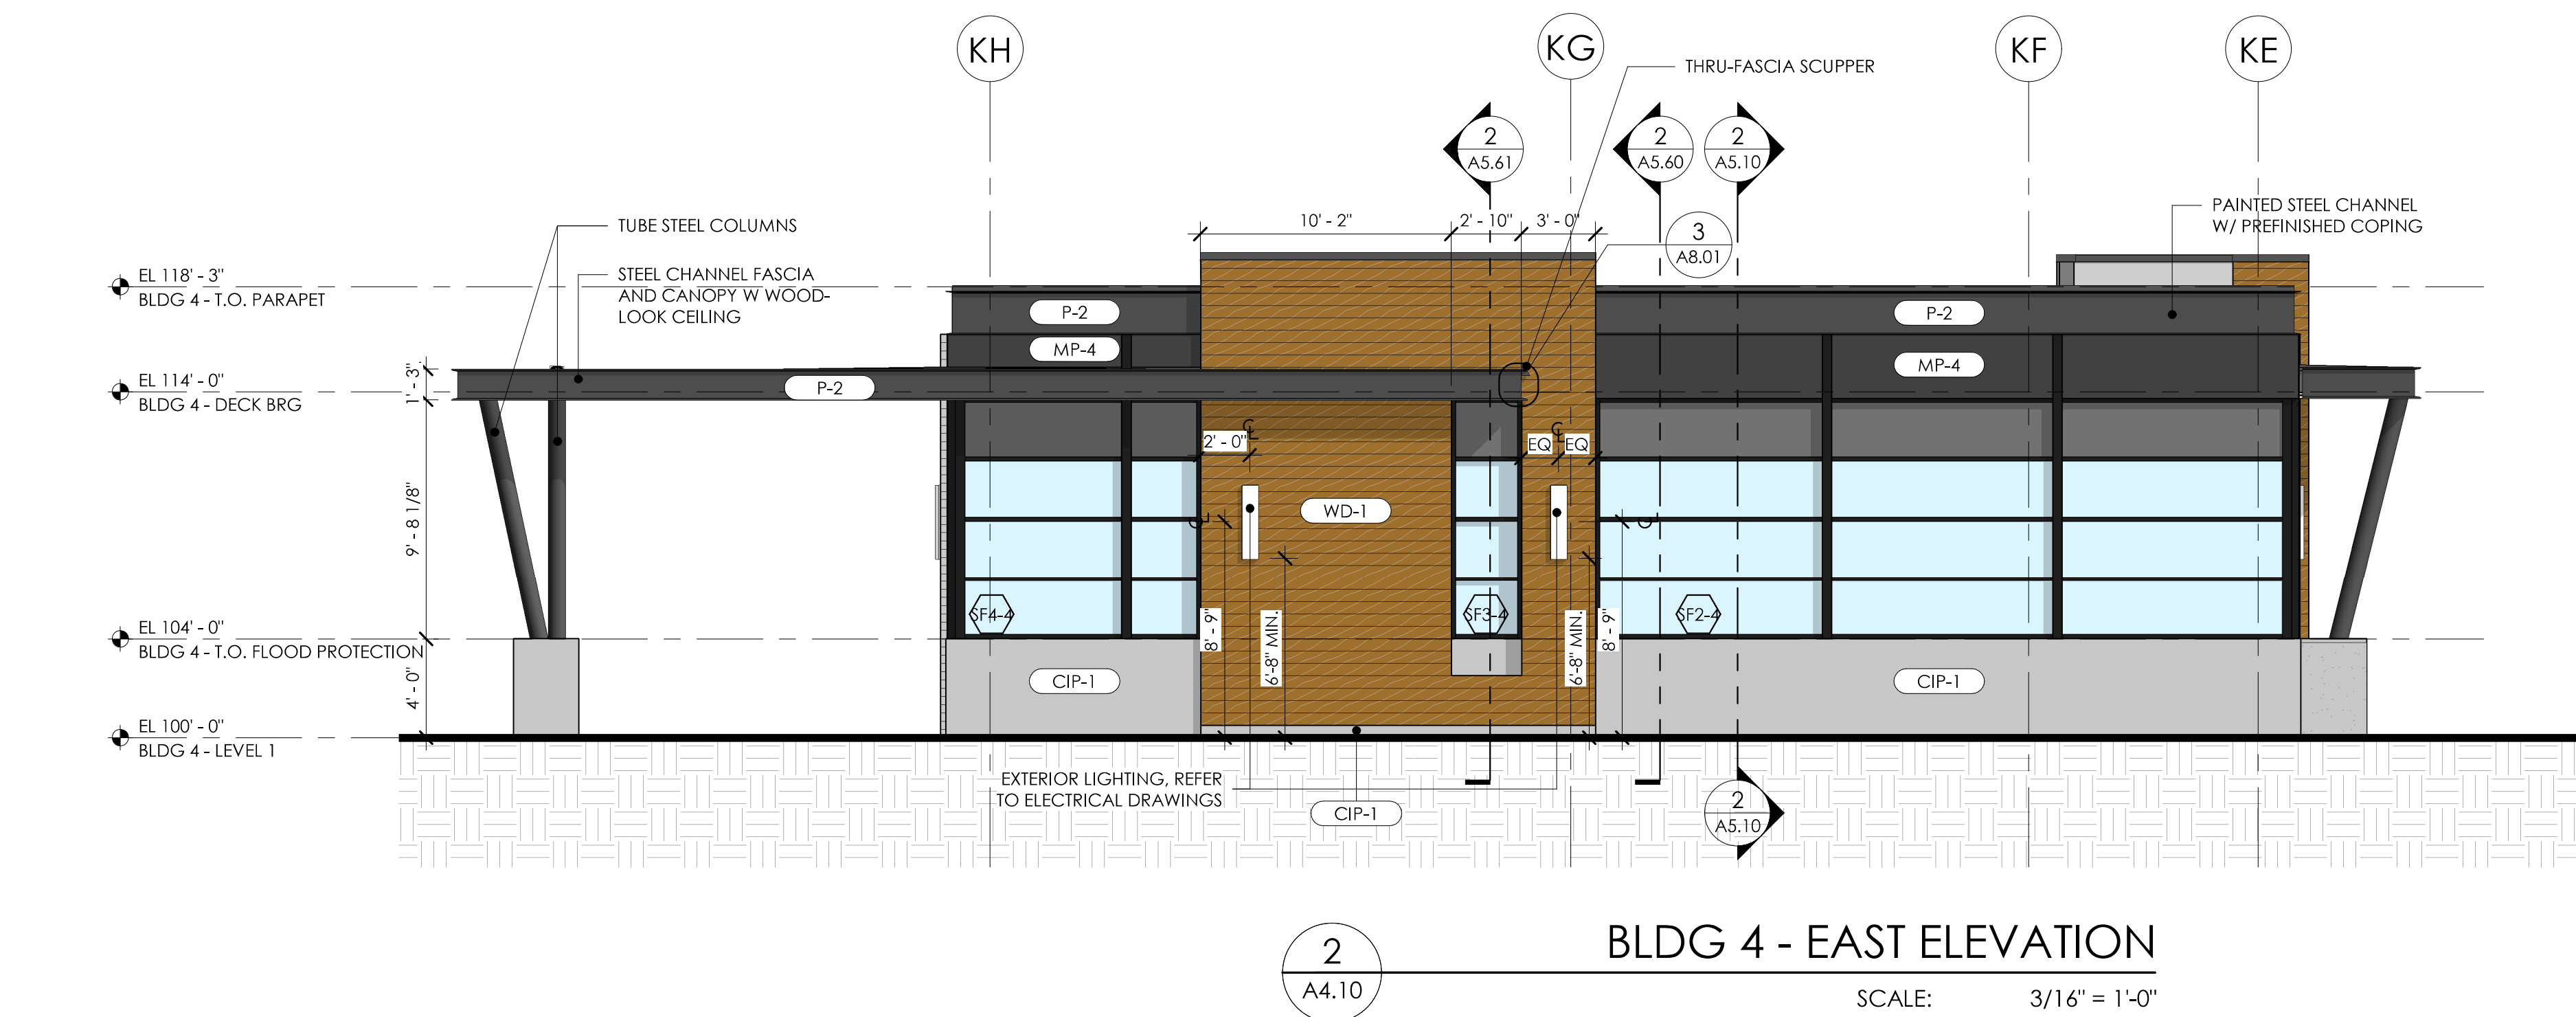 KH
KG
KF
KE
THRU-FASCIA SCUPPER
2
A5.61
2
A5.60
2
A5.10
TUBE STEEL COLUMNS
10' - 2"
2' - 10"
3' - 0"
3
A8.01
PAINTED STEEL CHANNEL
W/ PREFINISHED COPING
EL 118' - 3"
BLDG 4 - T.O. PARAPET
STEEL CHANNEL FASCIA
AND CANOPY W WOOD-
LOOK CEILING
P-2
P-2
MP-4
MP-4
P-2
1' - 3"
EL 114' - 0"
BLDG 4 - DECK BRG
2' - 0"
CL
EQ
CL
EQ
9' - 8 1/8"
WD-1
CL
CL
SF4-4
SF3-4
SF2-4
8' - 9"
6'-8" MIN.
6'-8" MIN.
8' - 9"
EL 104' - 0"
BLDG 4 - T.O. FLOOD PROTECTION
4' - 0"
CIP-1
CIP-1
EL 100' - 0"
BLDG 4 - LEVEL 1
EXTERIOR LIGHTING, REFER
TO ELECTRICAL DRAWINGS
CIP-1
2
A5.10
2
A4.10
BLDG 4 - EAST ELEVATION
SCALE: 3/16" = 1'-0"